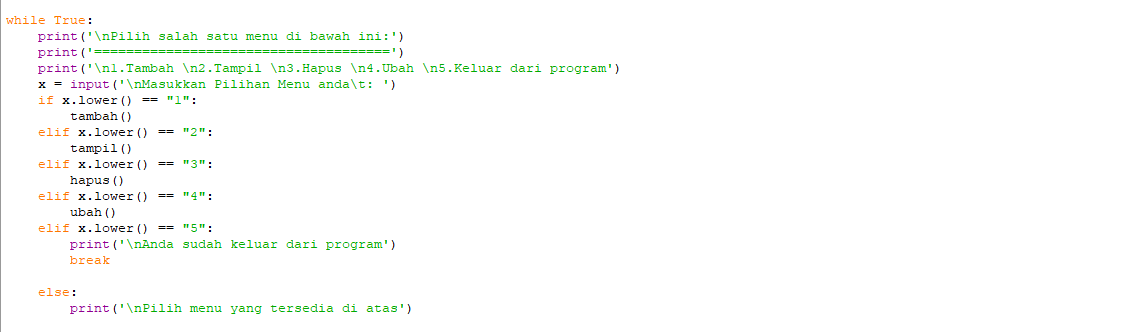 while True:
    print('\nPilih salah satu menu di bawah ini:')
    print('=====================================')
    print('\n1.Tambah \n2.Tampil \n3.Hapus \n4.Ubah \n5.Keluar dari program')
    x = input('\nMasukkan Pilihan Menu anda\t: ')
    if x.lower() == "1":
        tambah()
    elif x.lower() == "2":
        tampil()
    elif x.lower() == "3":
        hapus()
    elif x.lower() == "4":
        ubah()
    elif x.lower() == "5":
        print('\nAnda sudah keluar dari program')
        break
    else:
        print('\nPilih menu yang tersedia di atas')